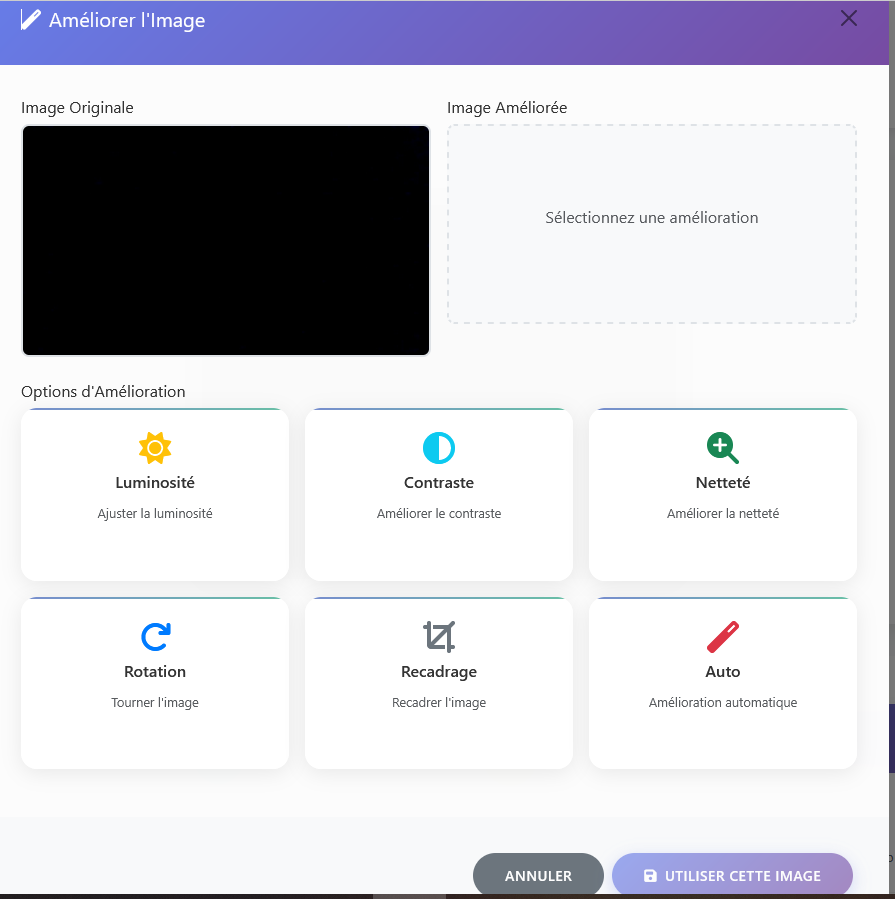 Améliorer l'Image
Image Originale
Image Améliorée
Sélectionnez une amélioration
Options d'Amélioration
Luminosité
Ajuster la luminosité
Contraste
Améliorer le contraste
Netteté
Améliorer la netteté
Rotation
Tourner l'image
Recadrage
Recadrer l'image
Auto
Amélioration automatique
ANNULER
UTILISER CETTE IMAGE